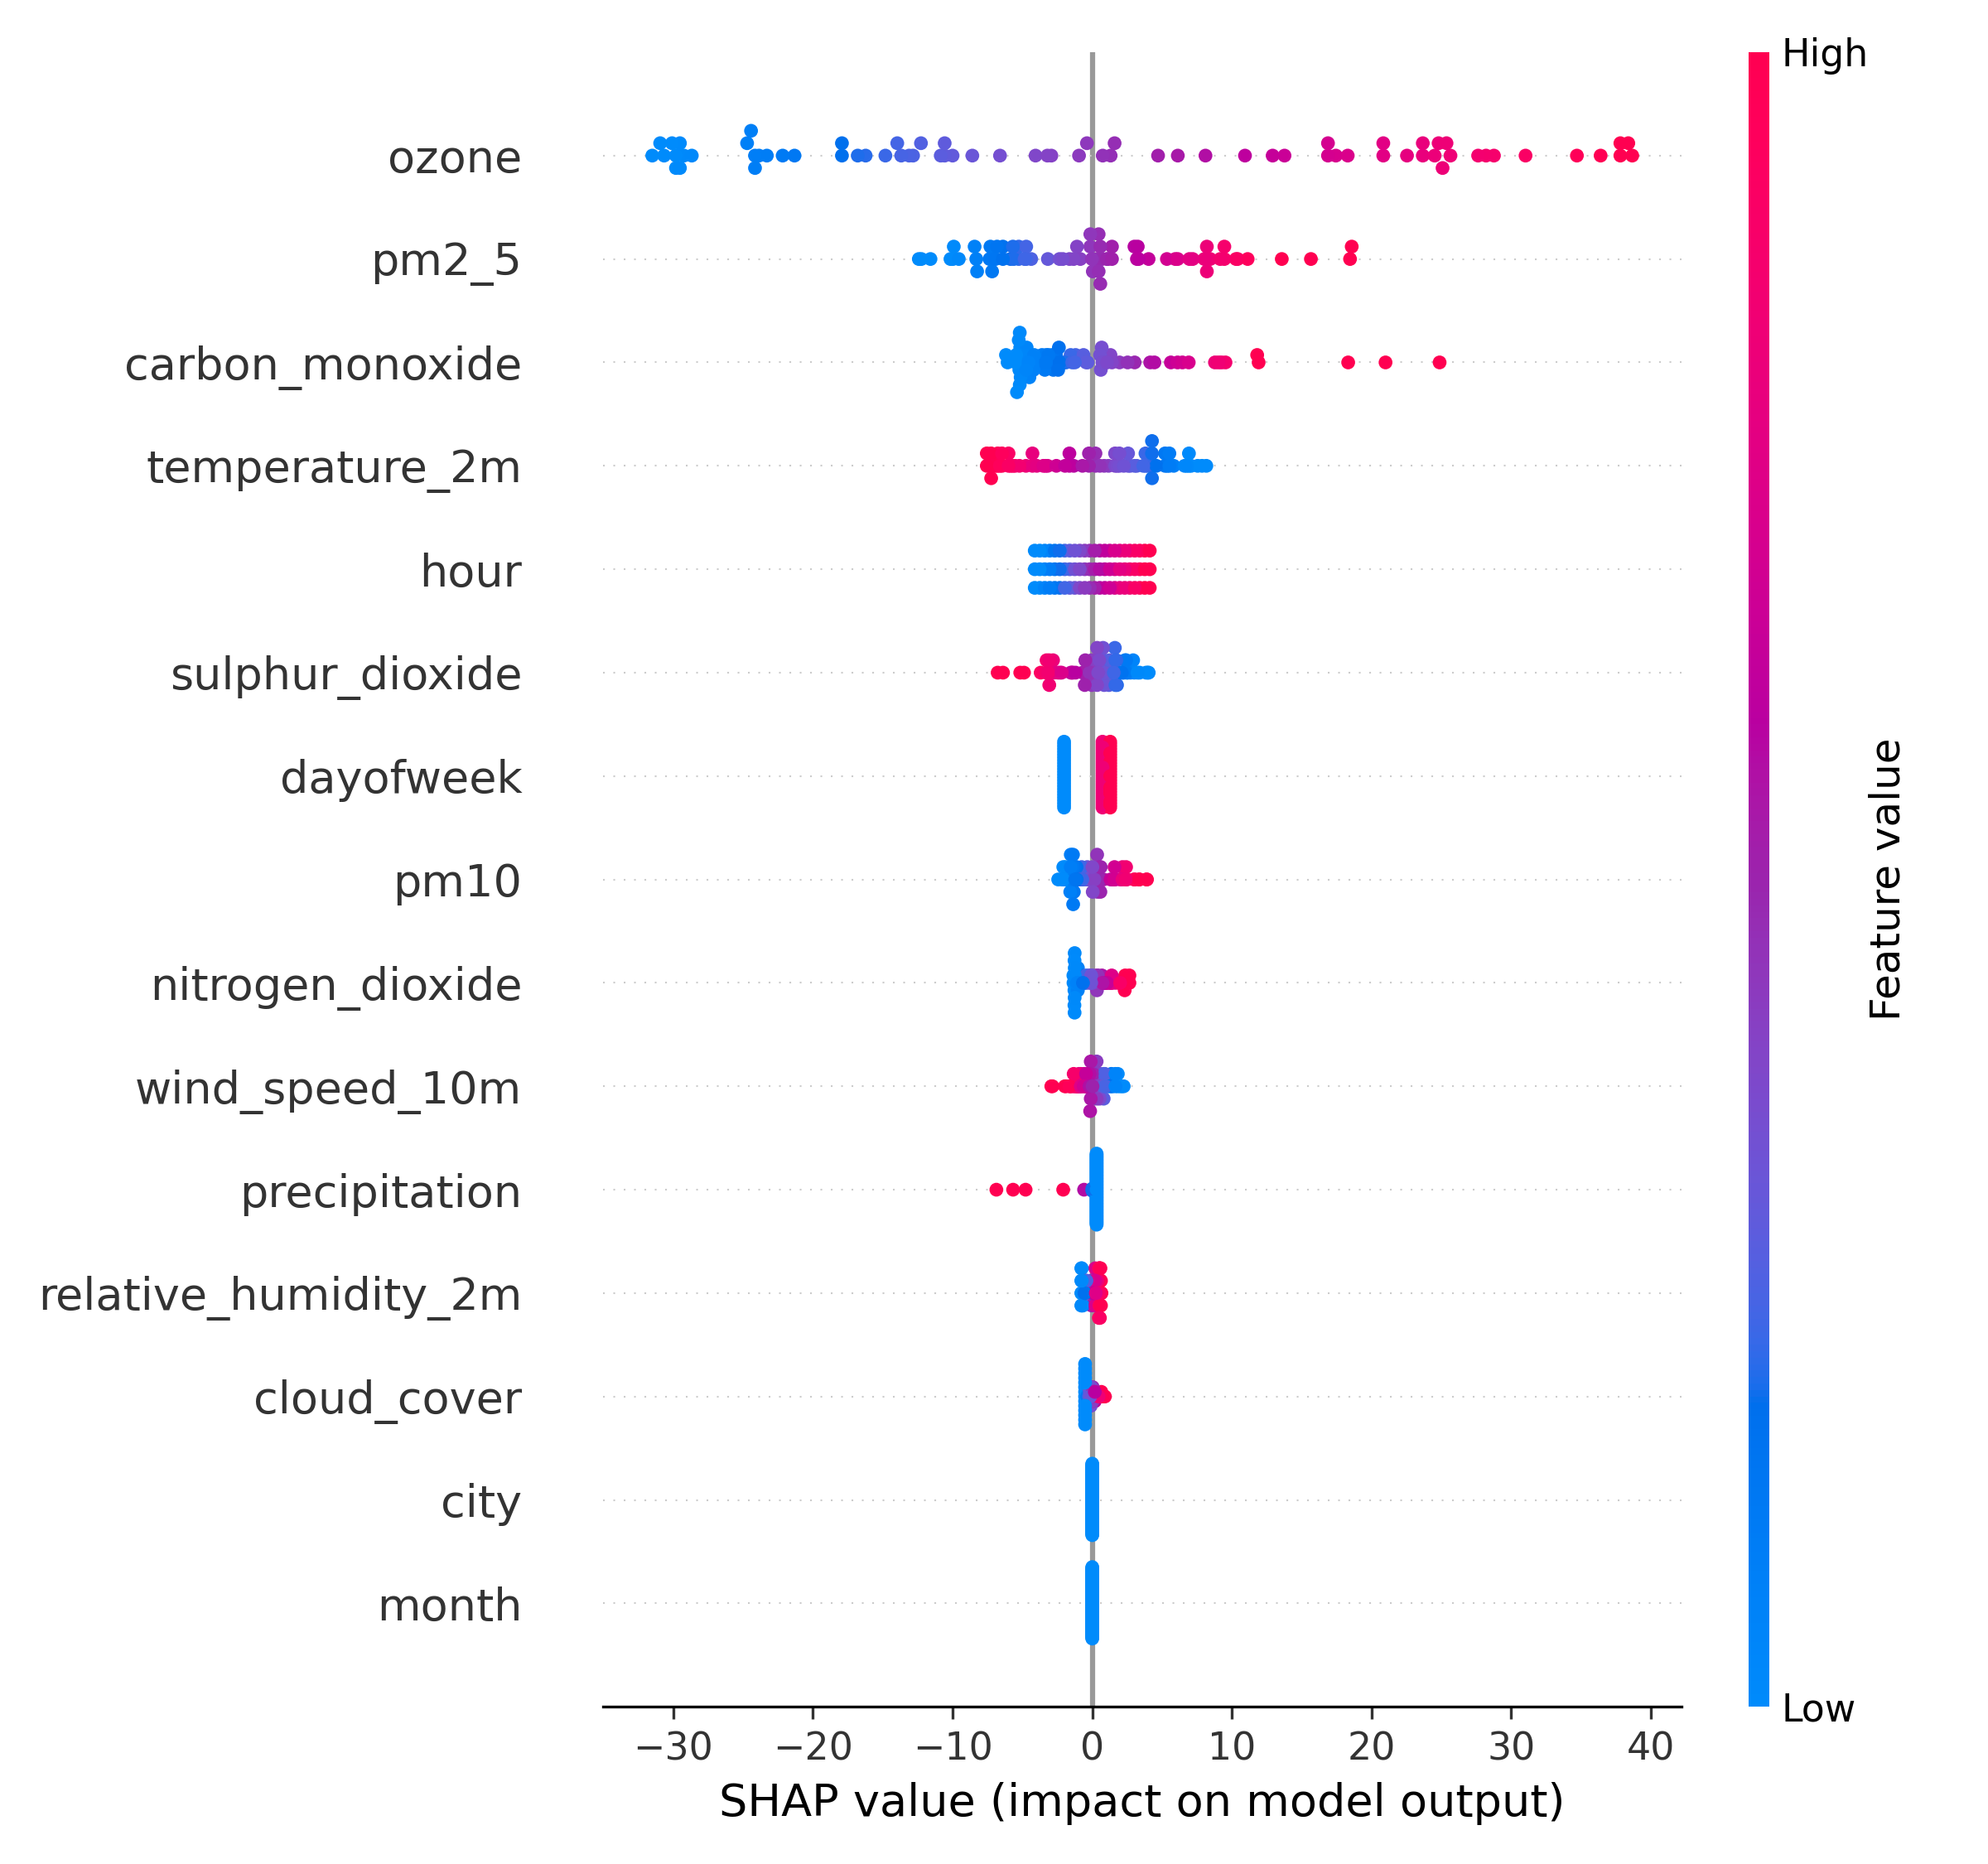 High
ozone
pm2_5
carbon_monoxide
temperature_2m
hour
sulphur_dioxide
dayofweek
pm10
nitrogen_dioxide
wind_speed_10m
precipitation
relative_humidity_2m
cloud_cover
city
month
Low
Feature value
−30 −20 −10 0 10 20 30 40
SHAP value (impact on model output)